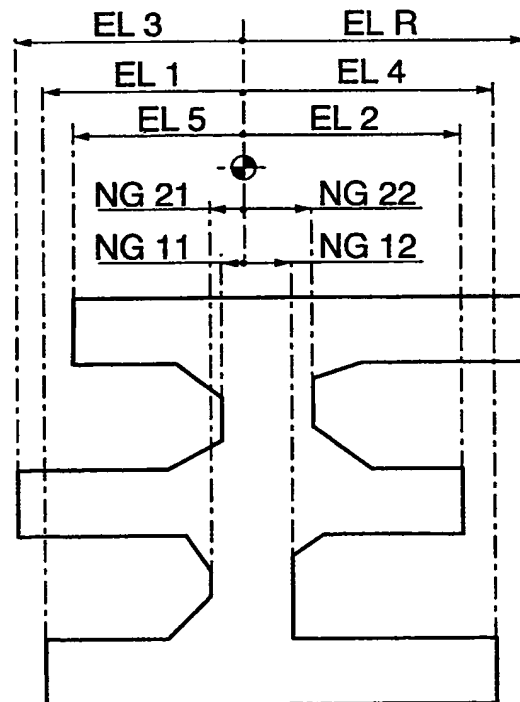 EL 3 EL R
EL 1 EL 4
EL 5 EL 2
NG 21 NG 22
NG 11 NG 12